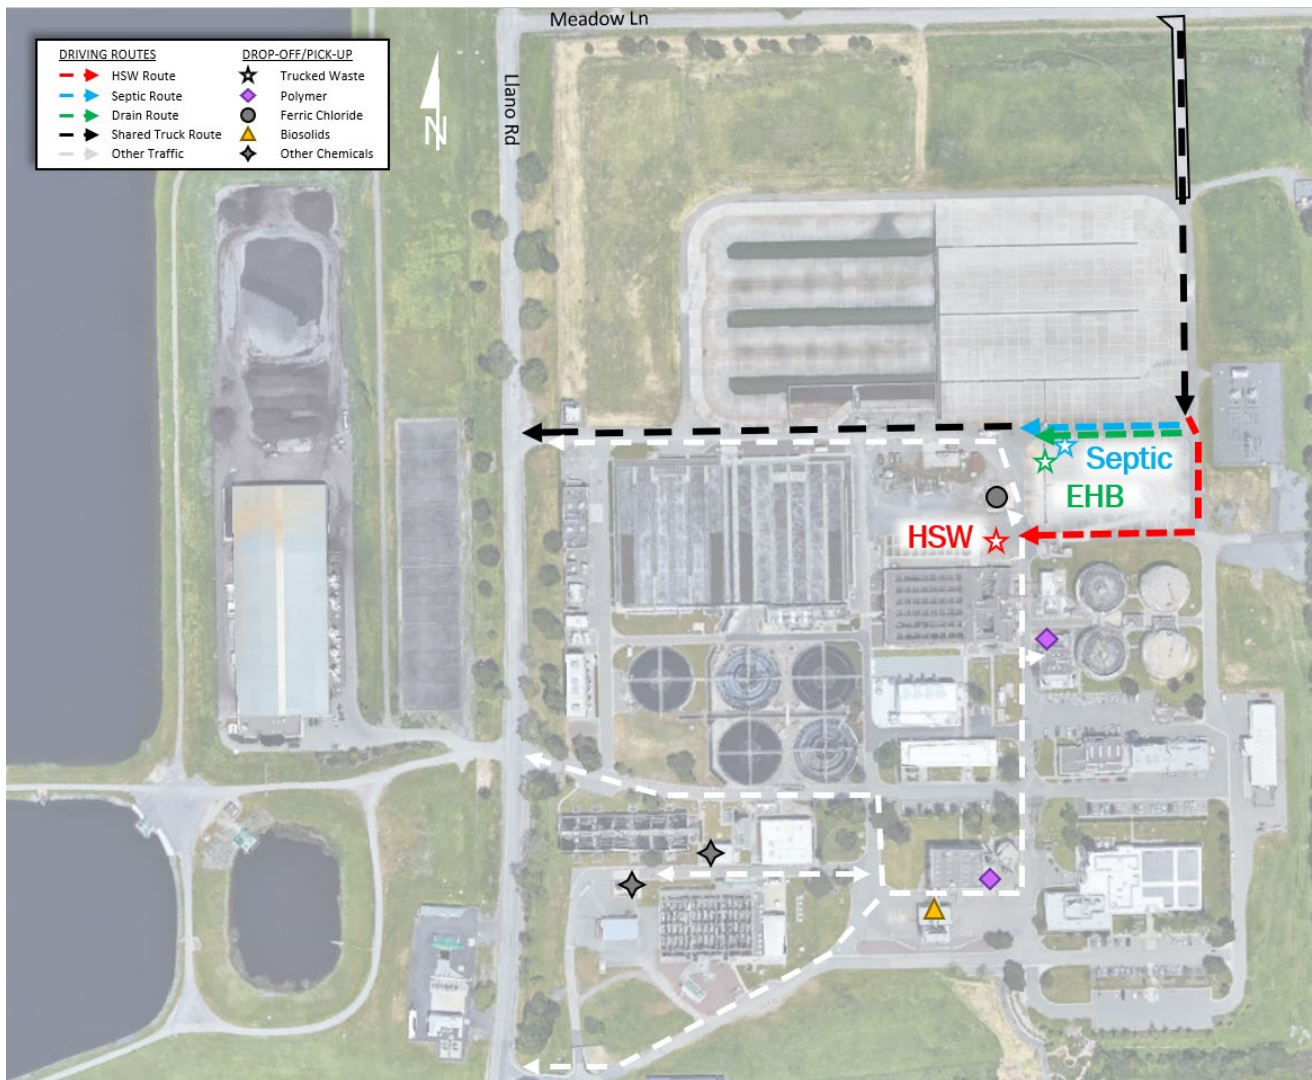 Meadow Ln
DRIVING ROUTES
HSW Route
Septic Route
Drain Route
Shared Truck Route
Other Traffic
DROP-OFF/PICK-UP
Trucked Waste
Polymer
Ferric Chloride
Biosolids
Other Chemicals
N
Llano Rd
Septic
EHB
HSW